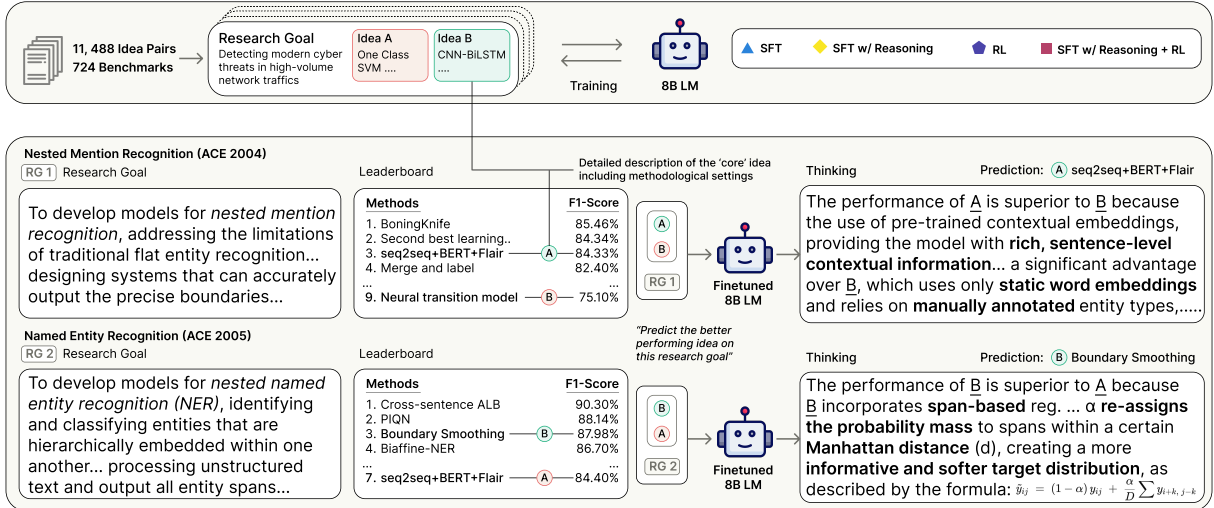 11, 488 Idea Pairs
724 Benchmarks
Research Goal
Detecting modern cyber
threats in high-volume
network traffics
Idea A
One Class
SVM ....
Idea B
CNN-BiLSTM
....
Training
8B LM
SFT
SFT w/ Reasoning
RL
SFT w/ Reasoning + RL
Nested Mention Recognition (ACE 2004)
RG 1 Research Goal
To develop models for nested mention
recognition, addressing the limitations
of traditional flat entity recognition...
designing systems that can accurately
output the precise boundaries...
Leaderboard
Detailed description of the ‘core’ idea
including methodological settings
Methods F1-Score
1. BoningKnife 85.46%
2. Second best learning.. 84.34%
3. seq2seq+BERT+Flair A 84.33%
4. Merge and label 82.40%
... ...
9. Neural transition model B 75.10%
A
B
RG 1
Finetuned
8B LM
Thinking
Prediction: A seq2seq+BERT+Flair
The performance of A is superior to B because
the use of pre-trained contextual embeddings,
providing the model with rich, sentence-level
contextual information... a significant advantage
over B, which uses only static word embeddings
and relies on manually annotated entity types,.....
“Predict the better
performing idea on
this research goal”
Named Entity Recognition (ACE 2005)
RG 2 Research Goal
To develop models for nested named
entity recognition (NER), identifying
and classifying entities that are
hierarchically embedded within one
another... processing unstructured
text and output all entity spans...
Leaderboard
Methods F1-Score
1. Cross-sentence ALB 90.30%
2. PIQN 88.14%
3. Boundary Smoothing B 87.98%
4. Biaffine-NER 86.70%
... ...
7. seq2seq+BERT+Flair A 84.40%
B
A
RG 2
Finetuned
8B LM
Thinking
Prediction: B Boundary Smoothing
The performance of B is superior to A because
B incorporates span-based reg. ... α re-assigns
the probability mass to spans within a certain
Manhattan distance (d), creating a more
informative and softer target distribution, as
described by the formula: ỹ_{ij} = (1 − α) y_{ij} + α/D ∑ y_{i+k, j−k}